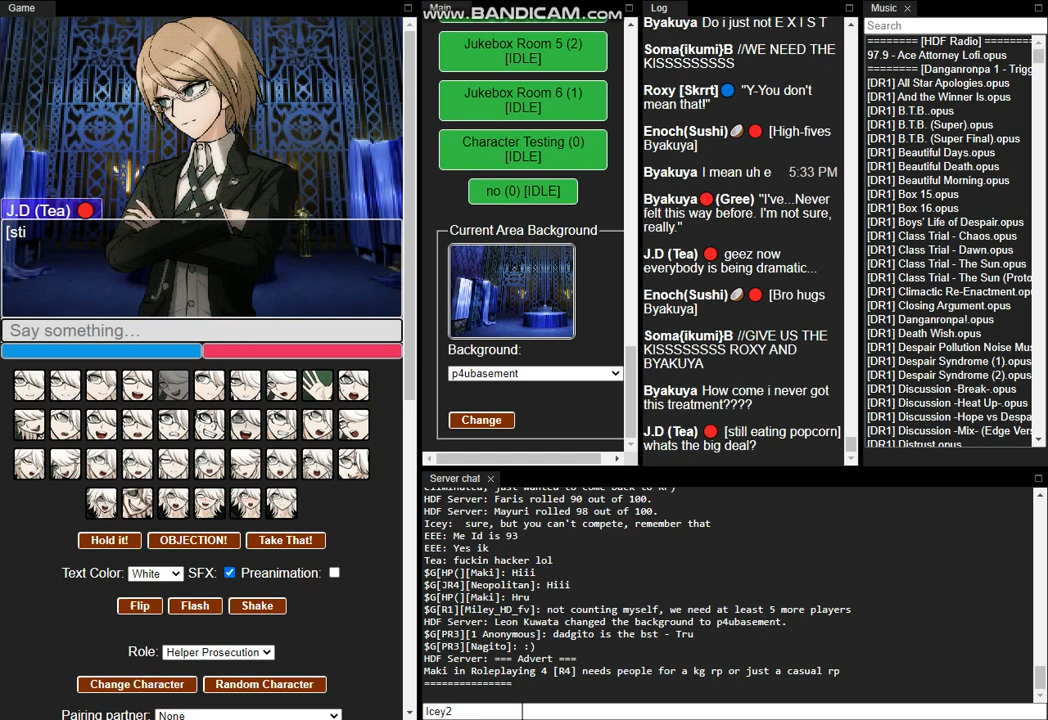 Game
www.BANDICAM.com
Main
Log
Music
J.D (Tea)
[sti
Say something…
Hold it!
OBJECTION!
Take That!
Text Color:
White
SFX:
Preanimation:
Flip
Flash
Shake
Role:
Helper Prosecution
Change Character
Random Character
Pairing partner:
None
Jukebox Room 5 (2)
[IDLE]
Jukebox Room 6 (1)
[IDLE]
Character Testing (0)
[IDLE]
no (0) [IDLE]
Current Area Background
Background:
p4ubasement
Change
Byakuya Do i just not E X I S T
Soma{ikumi}B //WE NEED THE
KISSSSSSSSS
Roxy [Skrrt] "Y-You don't
mean that!"
Enoch(Sushi) [High-fives
Byakuya]
Byakuya I mean uh e 5:33 PM
Byakuya (Gree) "I've...Never
felt this way before. I'm not sure,
really."
J.D (Tea) geez now
everybody is being dramatic...
Enoch(Sushi) [Bro hugs
Byakuya]
Soma{ikumi}B //GIVE US THE
KISSSSSSSS ROXY AND
BYAKUYA
Byakuya How come i never got
this treatment????
J.D (Tea) [still eating popcorn]
whats the big deal?
Search
======== [HDF Radio] =======
97.9 - Ace Attorney Lofi.opus
======== [Danganronpa 1 - Trigg
[DR1] All Star Apologies.opus
[DR1] And the Winner Is.opus
[DR1] B.T.B..opus
[DR1] B.T.B. (Super).opus
[DR1] B.T.B. (Super Final).opus
[DR1] Beautiful Days.opus
[DR1] Beautiful Death.opus
[DR1] Beautiful Morning.opus
[DR1] Box 15.opus
[DR1] Box 16.opus
[DR1] Boys' Life of Despair.opus
[DR1] Class Trial - Chaos.opus
[DR1] Class Trial - Dawn.opus
[DR1] Class Trial - The Sun.opus
[DR1] Class Trial - The Sun (Proto
[DR1] Climactic Re-Enactment.opu
[DR1] Closing Argument.opus
[DR1] Danganronpa!.opus
[DR1] Death Wish.opus
[DR1] Despair Pollution Noise Mus
[DR1] Despair Syndrome (1).opus
[DR1] Despair Syndrome (2).opus
[DR1] Discussion -Break-.opus
[DR1] Discussion -Heat Up-.opus
[DR1] Discussion -Hope vs Despa
[DR1] Discussion -Mix- (Edge Vers
[DR1] Distrust.opus
Server chat
eliminated, just wanted to come back to RP)
HDF Server: Faris rolled 90 out of 100.
HDF Server: Mayuri rolled 98 out of 100.
Icey: sure, but you can't compete, remember that
EEE: Me Id is 93
EEE: Yes ik
Tea: fuckin hacker lol
$G[HP(][Maki]: Hiii
$G[JR4][Neopolitan]: Hiii
$G[HP(][Maki]: Hru
$G[R1][Miley_HD_fv]: not counting myself, we need at least 5 more players
HDF Server: Leon Kuwata changed the background to p4ubasement.
$G[PR3][1 Anonymous]: dadgito is the bst - Tru
$G[PR3][Nagito]: :)
HDF Server: === Advert ===
Maki in Roleplaying 4 [R4] needs people for a kg rp or just a casual rp
===============
Icey2